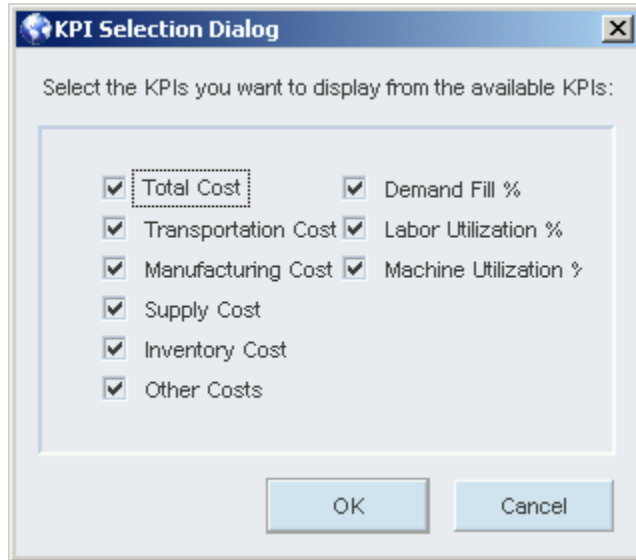 KPI Selection Dialog
Select the KPIs you want to display from the available KPIs:
Total Cost
Transportation Cost
Manufacturing Cost
Supply Cost
Inventory Cost
Other Costs
Demand Fill %
Labor Utilization %
Machine Utilization
OK
Cancel